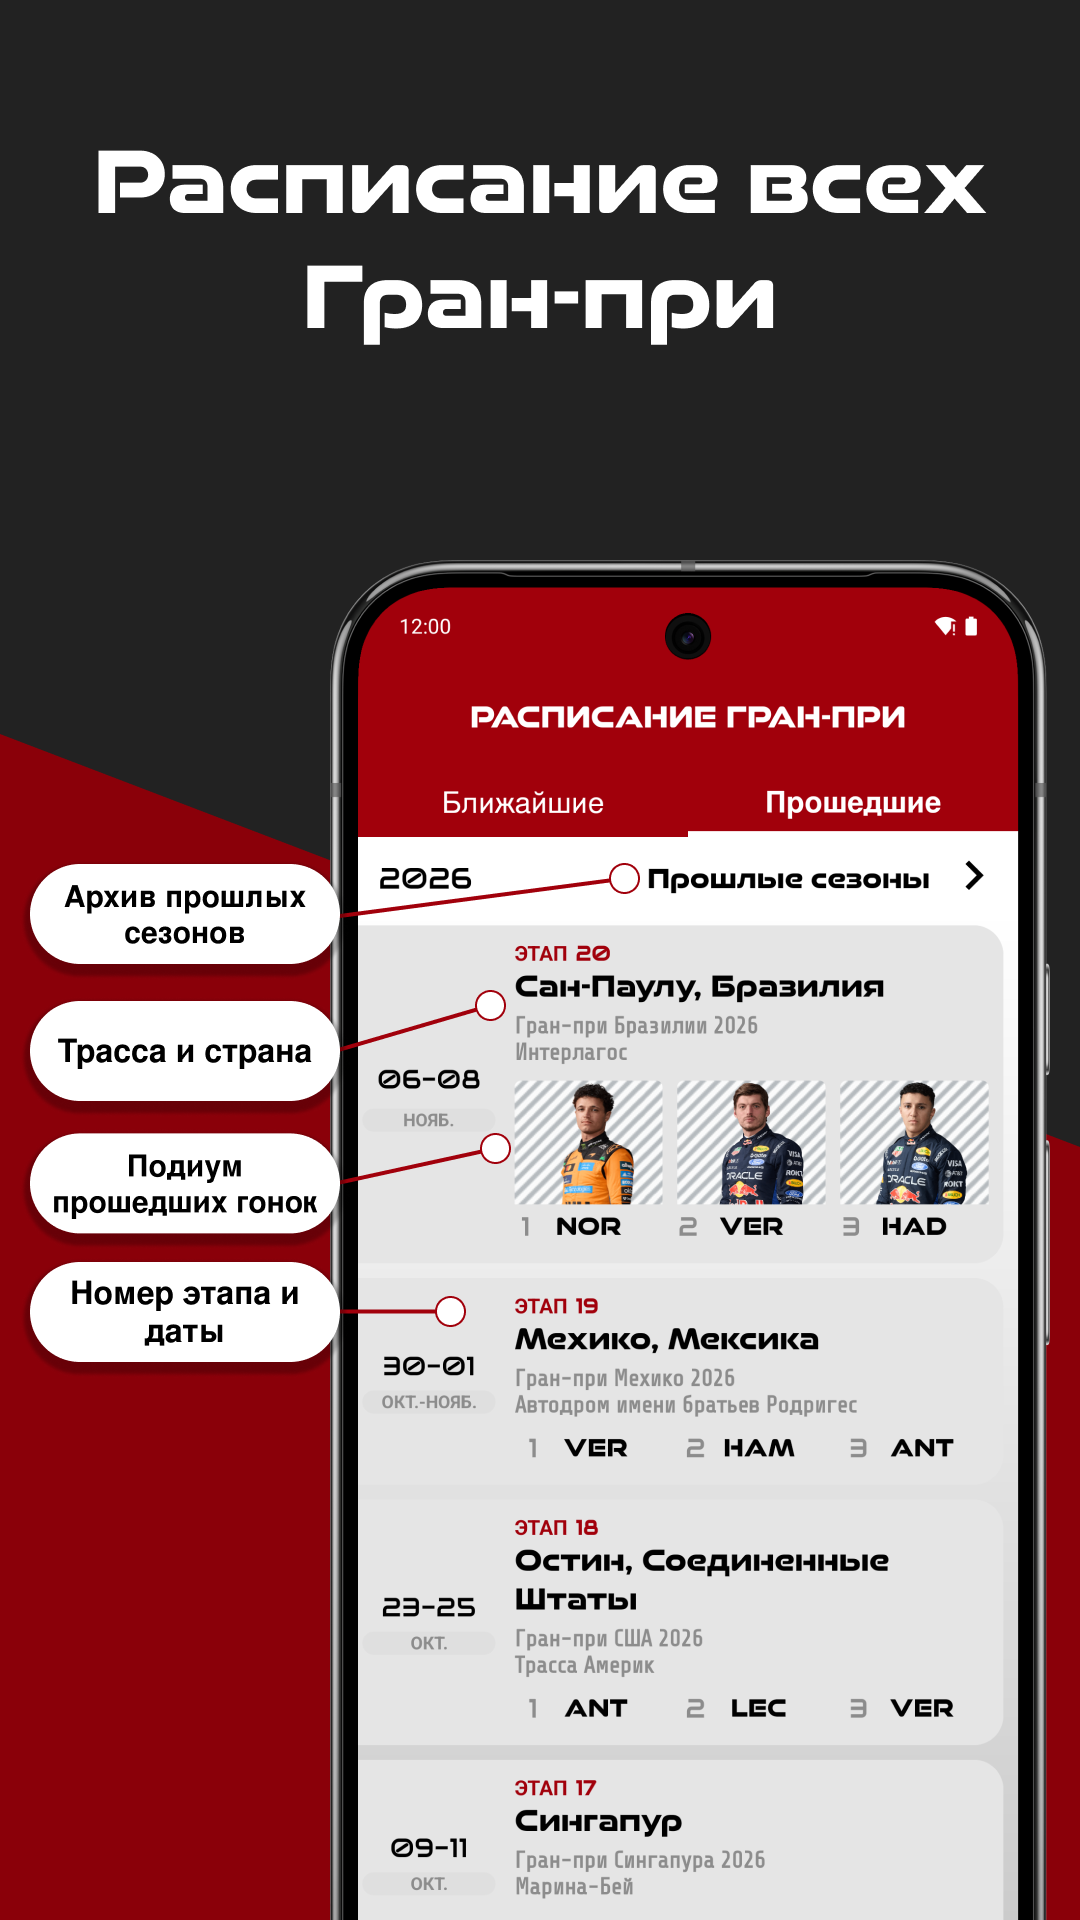 Расписание всех
Гран-при
12:00
РАСПИСАНИЕ ГРАН-ПРИ
Ближайшие
Прошедшие
2026
Прошлые сезоны
Архив прошлых
сезонов
Трасса и страна
Подиум
прошедших гонок
Номер этапа и
даты
ЭТАП 20
Сан-Паулу, Бразилия
Гран-при Бразилии 2026
Интерлагос
06-08
НОЯБ.
1 NOR 2 VER 3 HAD
ЭТАП 19
Мехико, Мексика
Гран-при Мехико 2026
Автодром имени братьев Родригес
30-01
ОКТ.-НОЯБ.
1 VER 2 HAM 3 ANT
ЭТАП 18
Остин, Соединенные
Штаты
Гран-при США 2026
Трасса Америк
23-25
ОКТ.
1 ANT 2 LEC 3 VER
ЭТАП 17
Сингапур
Гран-при Сингапура 2026
Марина-Бей
09-11
ОКТ.